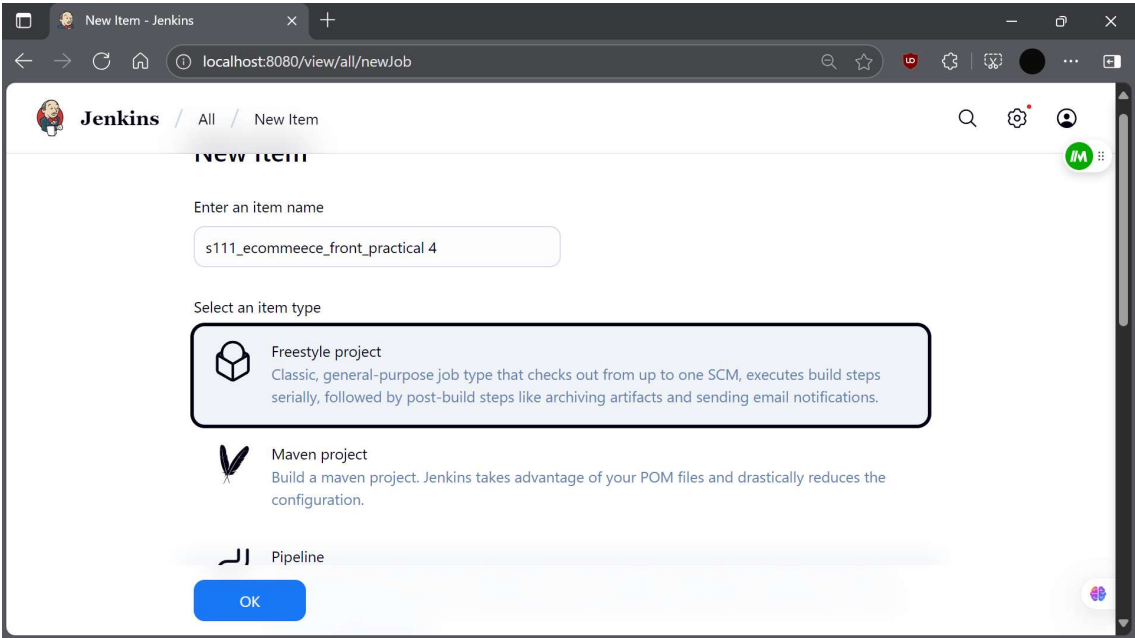 New Item - Jenkins
localhost:8080/view/all/newJob
Jenkins / All / New Item
New Item
Enter an item name
s111_ecommeece_front_practical 4
Select an item type
Freestyle project
Classic, general-purpose job type that checks out from up to one SCM, executes build steps
serially, followed by post-build steps like archiving artifacts and sending email notifications.
Maven project
Build a maven project. Jenkins takes advantage of your POM files and drastically reduces the
configuration.
Pipeline
OK